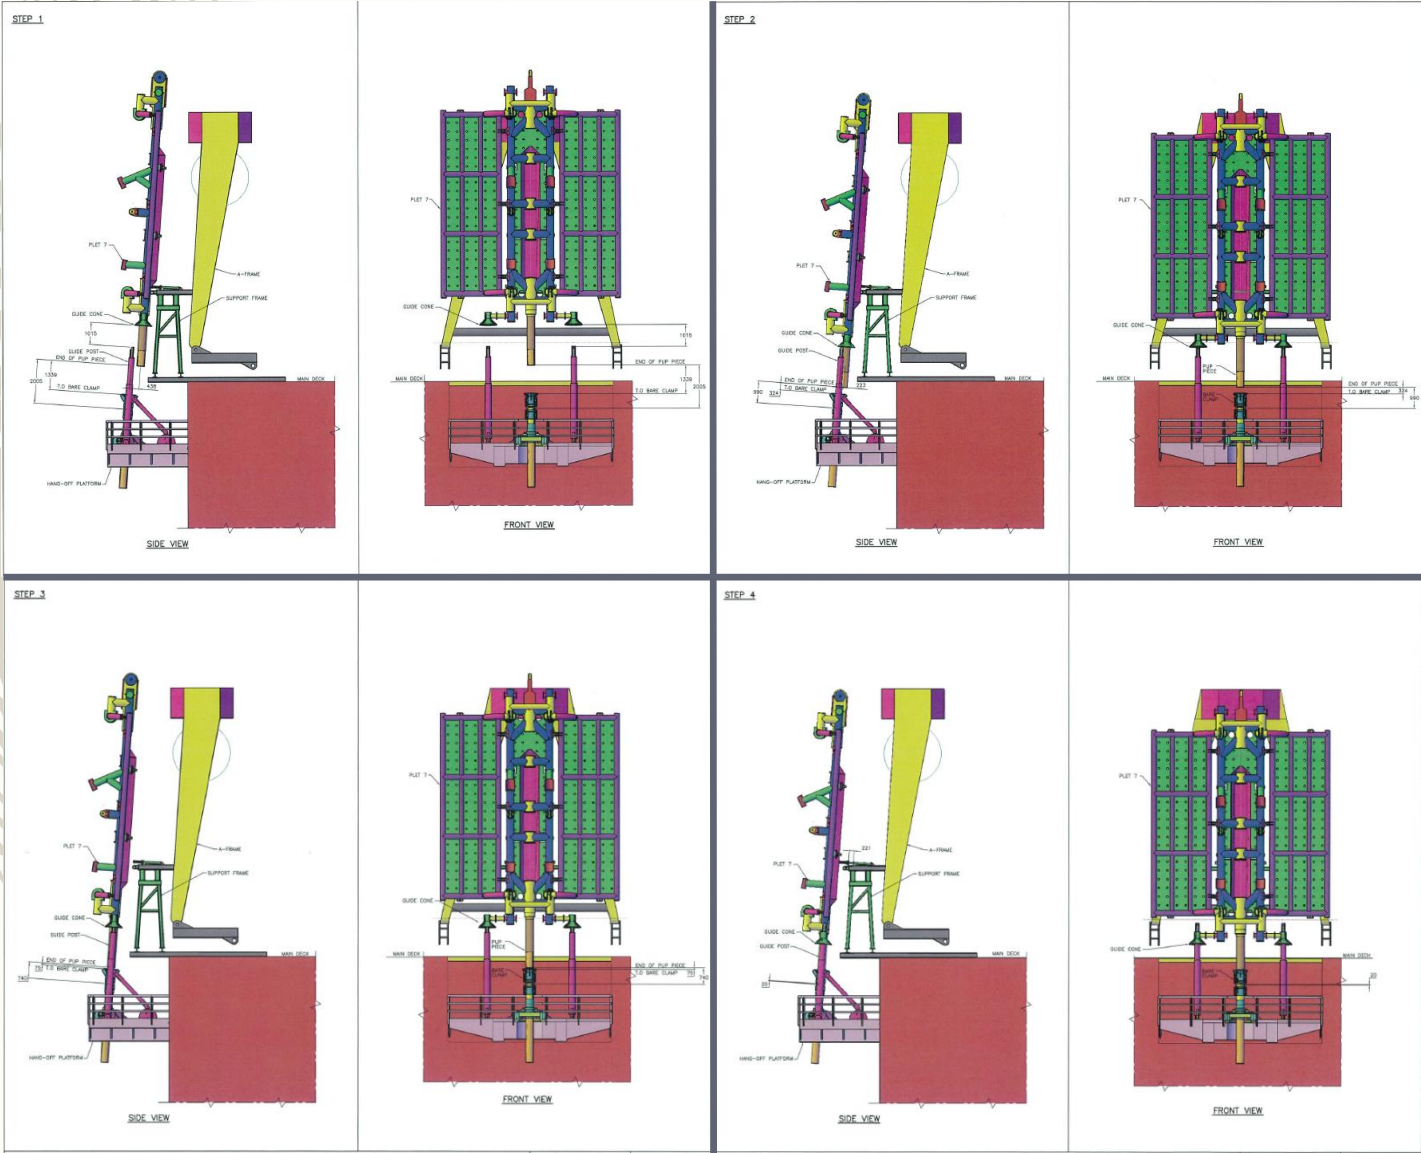 STEP 1
PLET 7
A-FRAME
SUPPORT FRAME
GUIDE CONE
1015
GUIDE POST
END OF PUP PIECE
1339
2005
T.O BARE CLAMP
438
HANG-OFF PLATFORM
SIDE VIEW
PLET 7
GUIDE CONE
1015
END OF PUP PIECE
MAIN DECK
1339
T.O BARE CLAMP
2005
FRONT VIEW
STEP 2
PLET 7
A-FRAME
SUPPORT FRAME
GUIDE CONE
GUIDE POST
END OF PUP PIECE
223
MAIN DECK
T.O BARE CLAMP
990
324
HANG-OFF PLATFORM
SIDE VIEW
PLET 7
GUIDE CONE
PUP
PIECE
MAIN DECK
END OF PUP PIECE
324
T.O BARE CLAMP
BARE
CLAMP
990
FRONT VIEW
STEP 3
PLET 7
A-FRAME
SUPPORT FRAME
GUIDE CONE
GUIDE POST
MAIN DECK
END OF PUP PIECE
75
T.O BARE CLAMP
740
HANG-OFF PLATFORM
SIDE VIEW
PLET 7
GUIDE CONE
PUP
PIECE
MAIN DECK
END OF PUP PIECE
T.O BARE CLAMP
75
BARE
CLAMP
740
FRONT VIEW
STEP 4
221
A-FRAME
PLET 7
SUPPORT FRAME
GUIDE CONE
GUIDE POST
MAIN DECK
HANG-OFF PLATFORM
SIDE VIEW
PLET 7
GUIDE CONE
MAIN DECK
BARE
CLAMP
20
FRONT VIEW